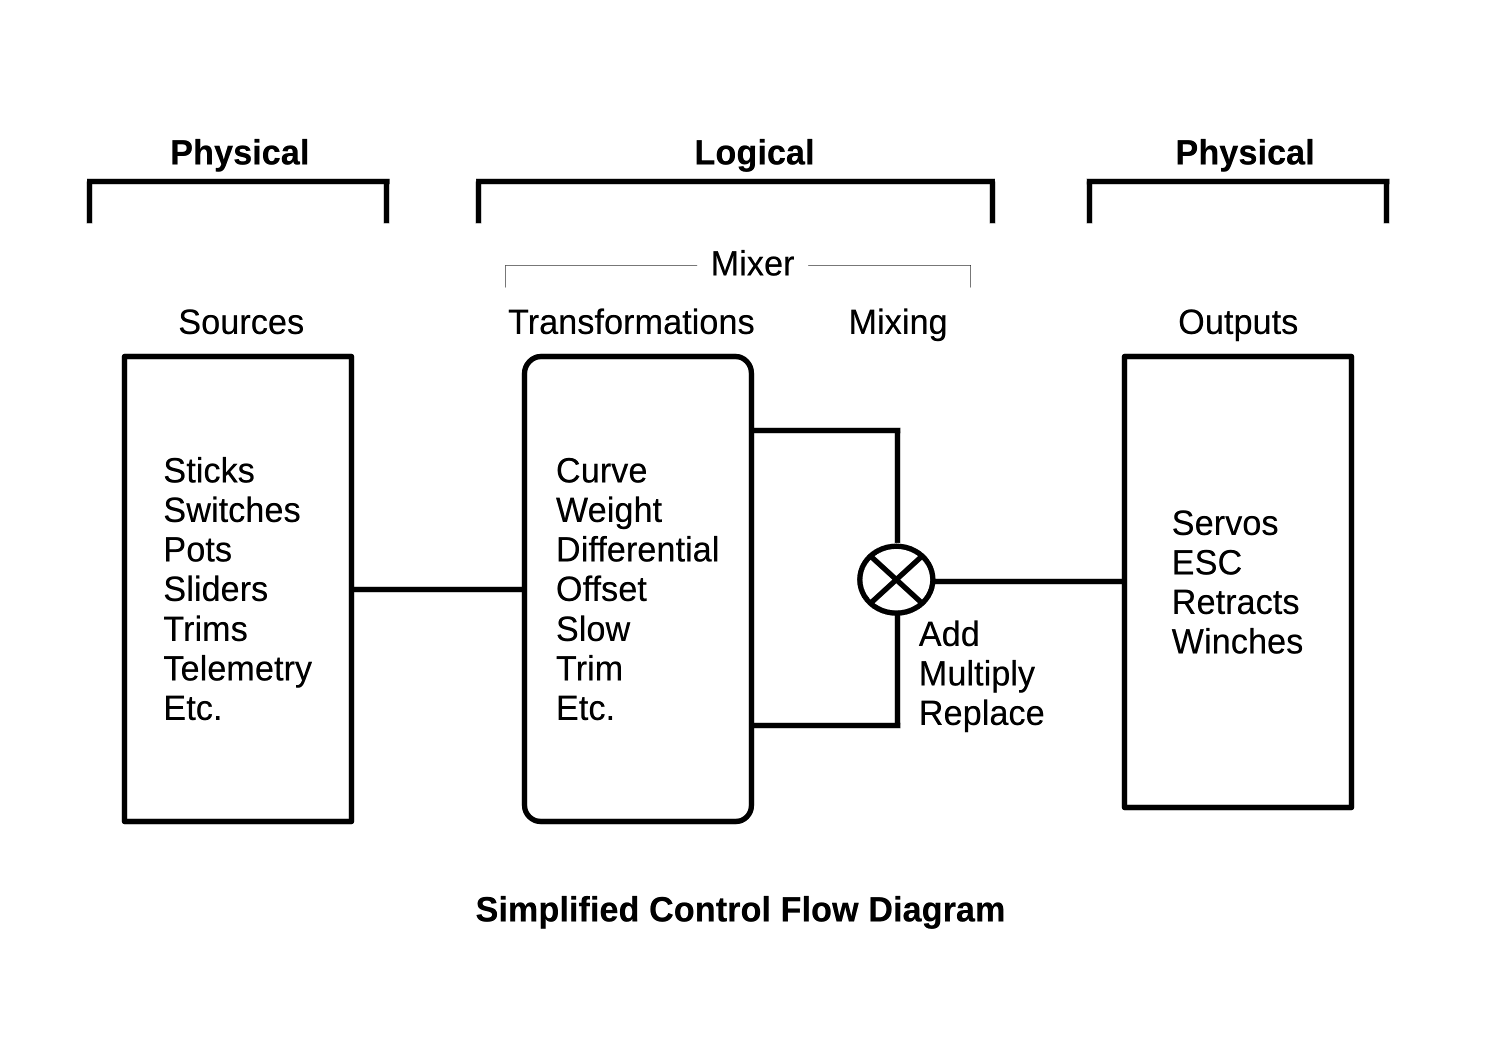 Physical
Logical
Physical
Mixer
Sources
Transformations
Mixing
Outputs
Sticks
Switches
Pots
Sliders
Trims
Telemetry
Etc.
Curve
Weight
Differential
Offset
Slow
Trim
Etc.
Add
Multiply
Replace
Servos
ESC
Retracts
Winches
Simplified Control Flow Diagram